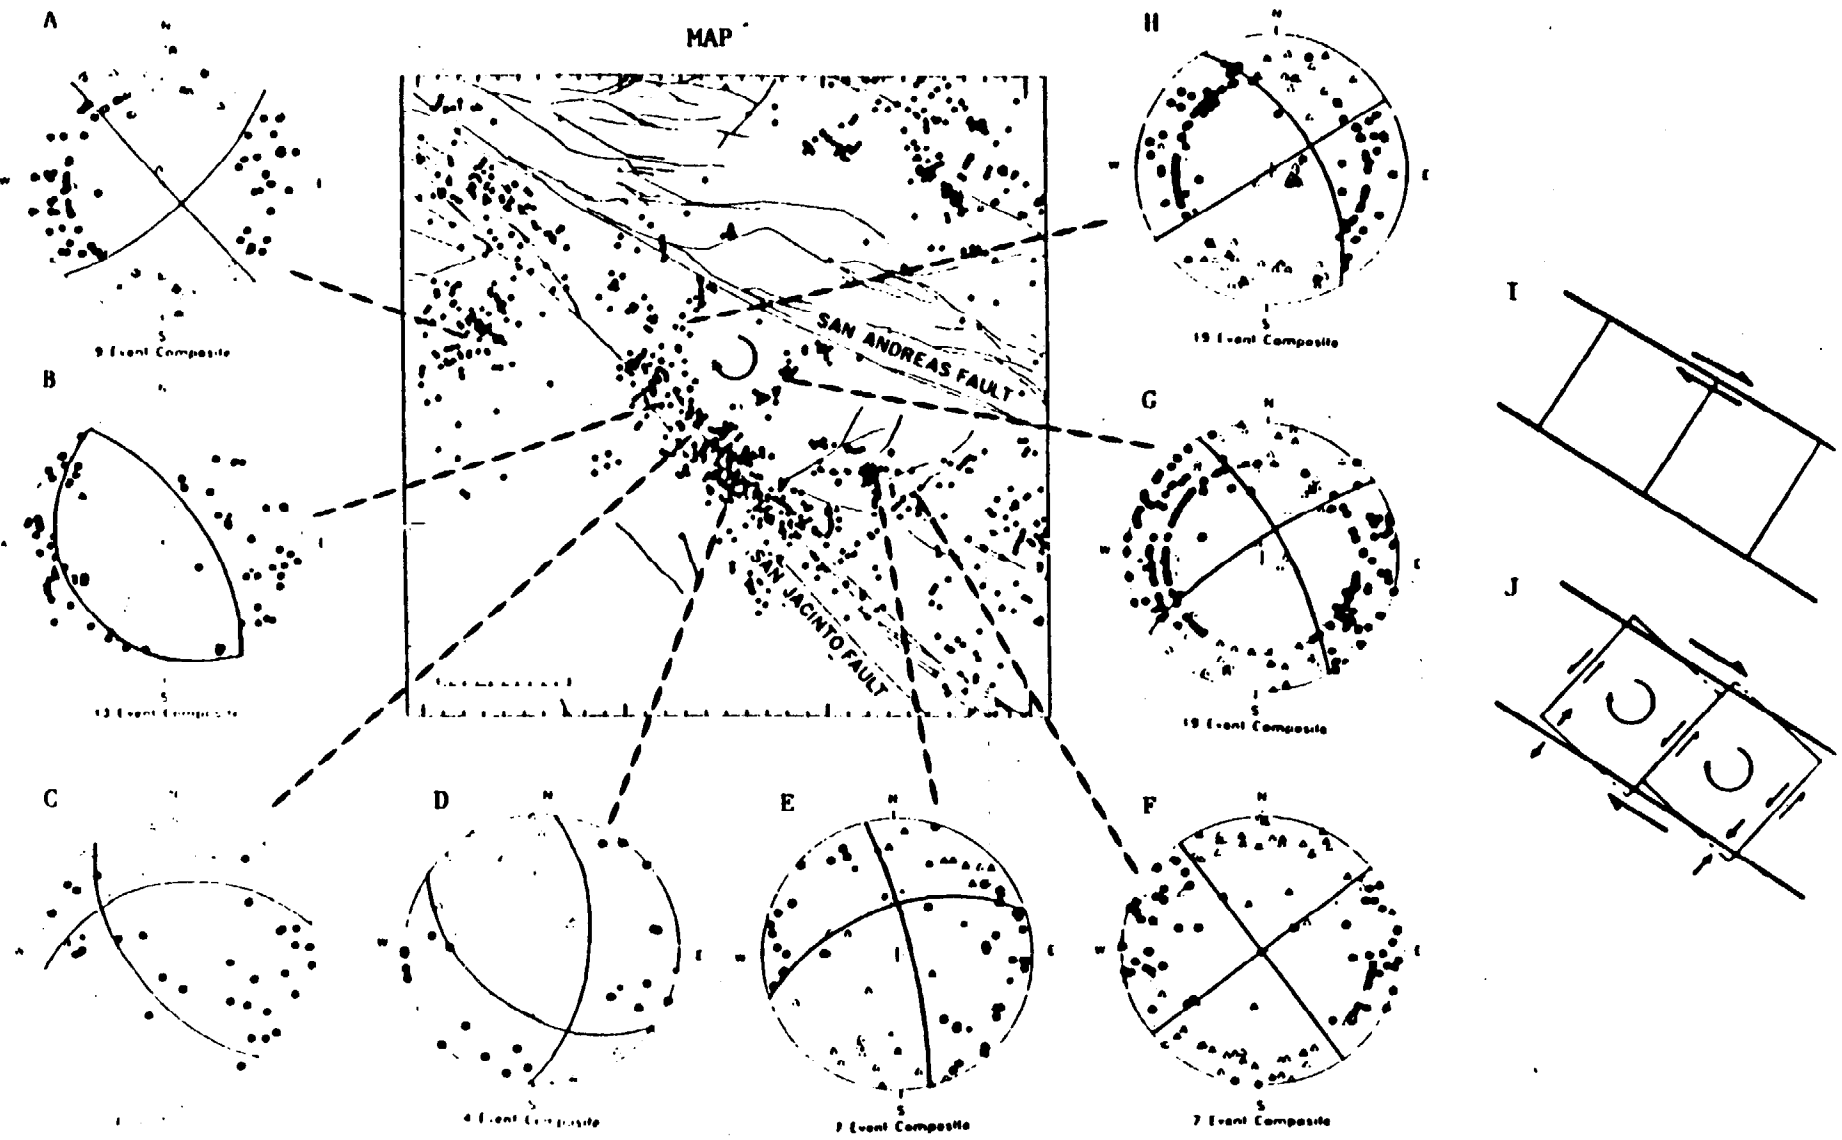 A
N
MAP
H
N
W
E
W
E
S
9 Event Composite
SAN ANDREAS FAULT
S
19 Event Composite
I
B
G
N
W
E
S
13 Event Composite
SAN JACINTO FAULT
S
19 Event Composite
J
C
D
N
E
N
F
N
W
E
W
E
W
E
S
4 Event Composite
S
7 Event Composite
S
7 Event Composite